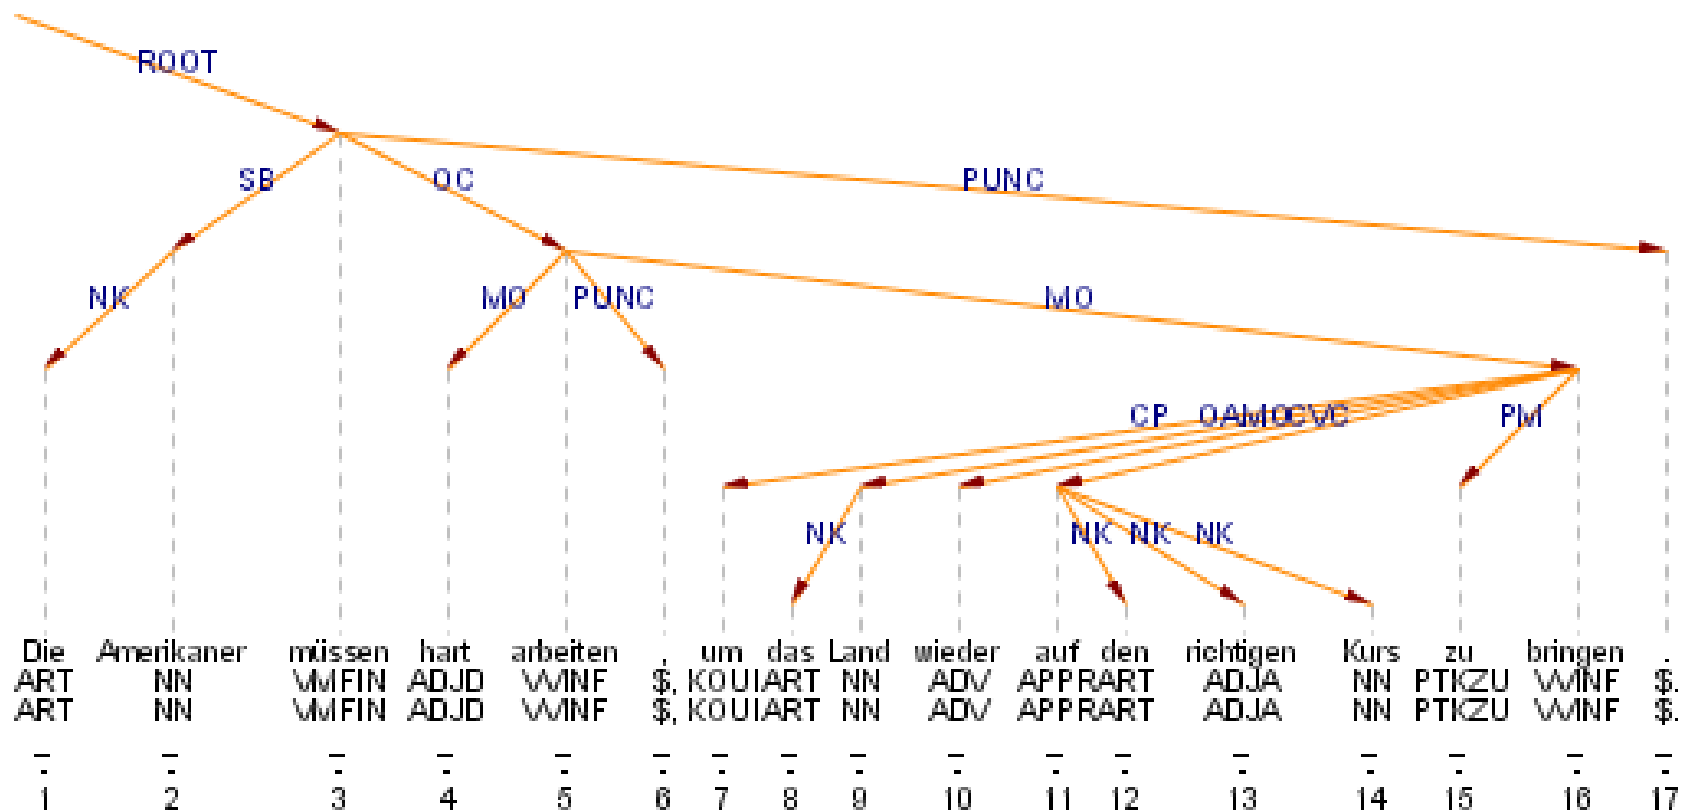 ROOT
SB OC PUNC
NK MO PUNC MO
CP OA MO CVC PM
NK NK NK NK
Die Amerikaner müssen hart arbeiten , um das Land wieder auf den richtigen Kurs zu bringen .
ART NN VMFIN ADJD VVINF $, KOUI ART NN ADV APPR ART ADJA NN PTKZU VVINF $.
ART NN VMFIN ADJD VVINF $, KOUI ART NN ADV APPR ART ADJA NN PTKZU VVINF $.
_ _ _ _ _ _ _ _ _ _ _ _ _ _ _ _ _
- - - - - - - - - - - - - - - - -
1 2 3 4 5 6 7 8 9 10 11 12 13 14 15 16 17